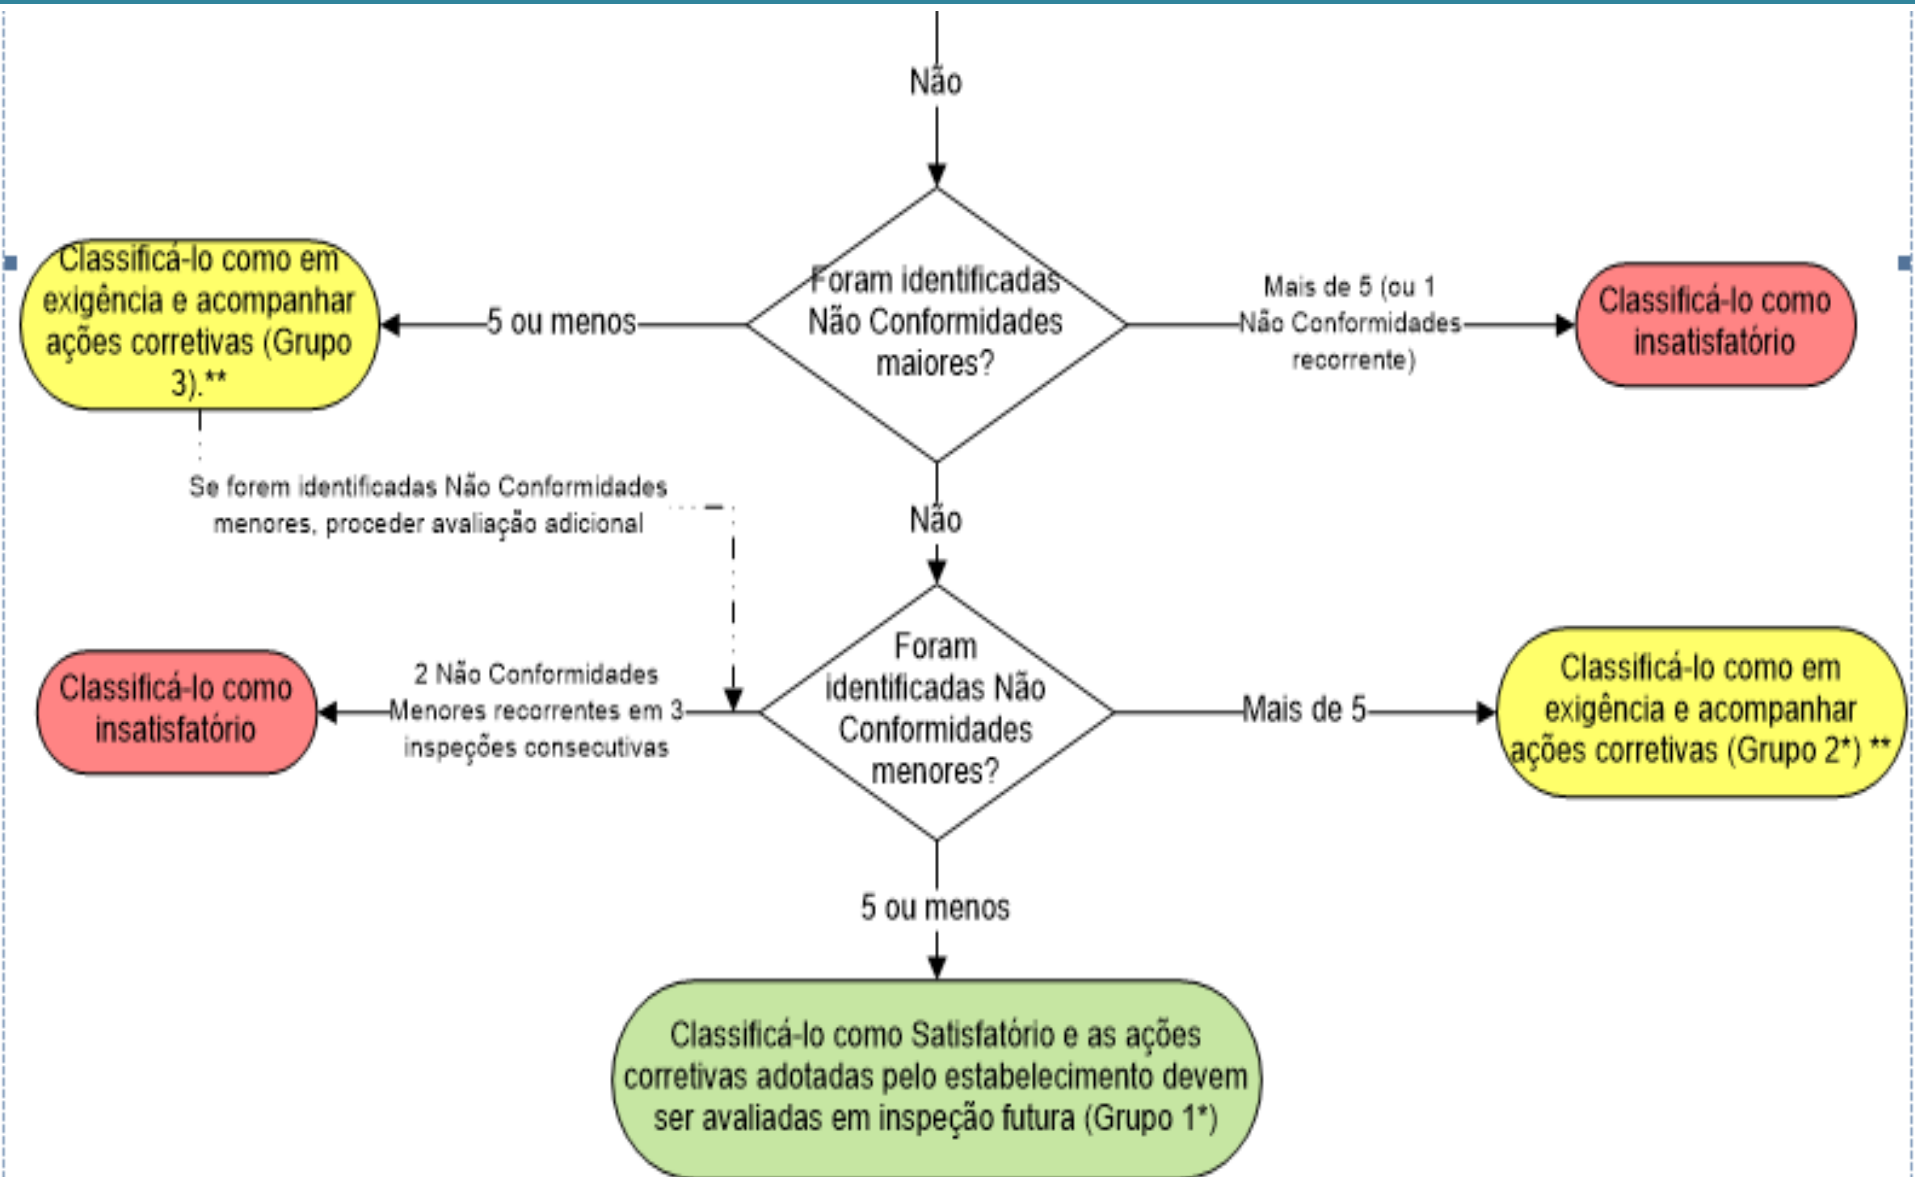 Não
Classificá-lo como em
exigência e acompanhar
ações corretivas (Grupo
3).**
5 ou menos
Foram identificadas
Não Conformidades
maiores?
Mais de 5 (ou 1
Não Conformidades
recorrente)
Classificá-lo como
insatisfatório
Se forem identificadas Não Conformidades
menores, proceder avaliação adicional
Não
Classificá-lo como
insatisfatório
2 Não Conformidades
Menores recorrentes em 3
inspeções consecutivas
Foram
identificadas Não
Conformidades
menores?
Mais de 5
Classificá-lo como em
exigência e acompanhar
ações corretivas (Grupo 2*) **
5 ou menos
Classificá-lo como Satisfatório e as ações
corretivas adotadas pelo estabelecimento devem
ser avaliadas em inspeção futura (Grupo 1*)